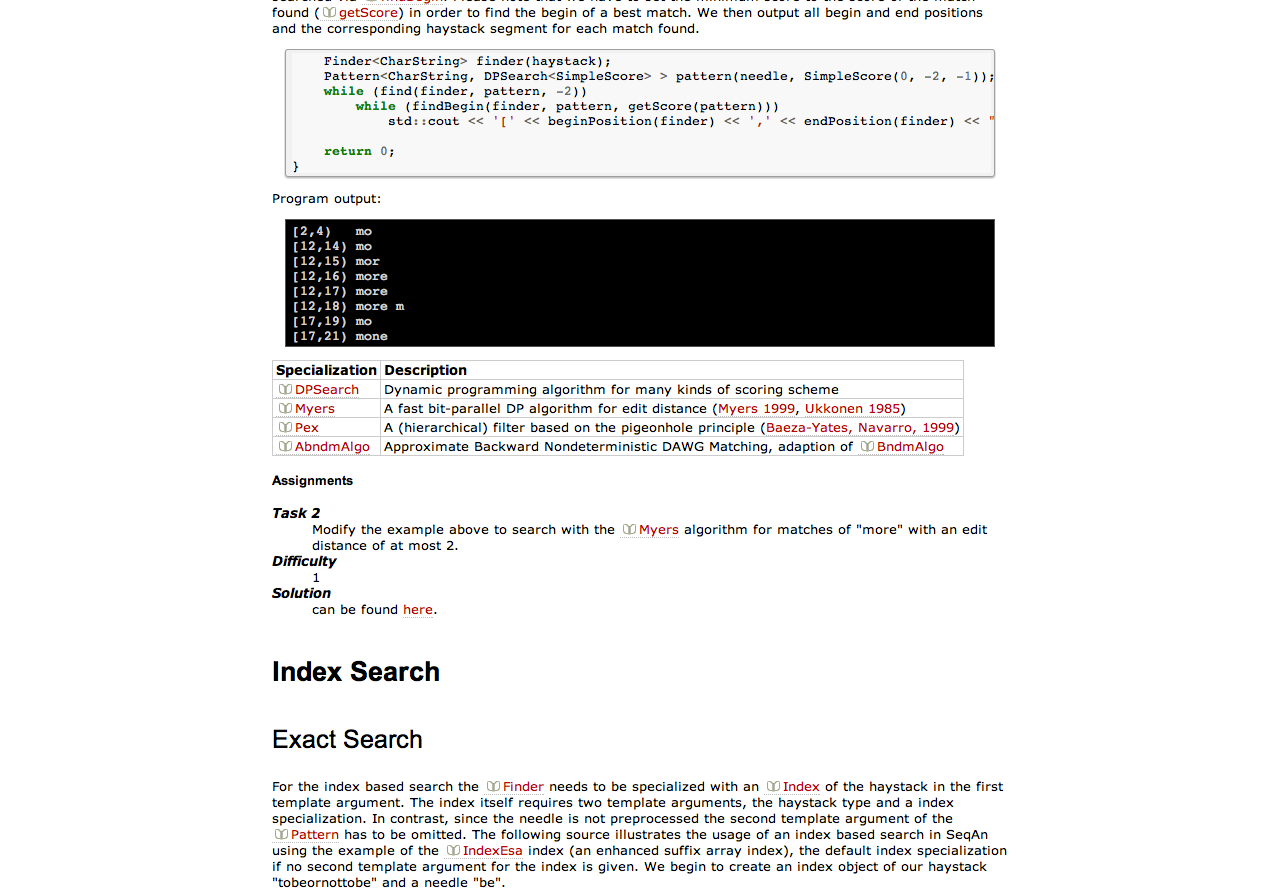 found ( getScore) in order to find the begin of a best match. We then output all begin and end positions
and the corresponding haystack segment for each match found.
Finder<CharString> finder(haystack);
Pattern<CharString, DPSearch<SimpleScore> > pattern(needle, SimpleScore(0, -2, -1));
while (find(finder, pattern, -2))
while (findBegin(finder, pattern, getScore(pattern)))
std::cout << '[' << beginPosition(finder) << ',' << endPosition(finder) << "
return 0;
}
Program output:
[2,4)   mo
[12,14) mo
[12,15) mor
[12,16) more
[12,17) more
[12,18) more m
[17,19) mo
[17,21) mone
Specialization Description
DPSearch Dynamic programming algorithm for many kinds of scoring scheme
Myers A fast bit-parallel DP algorithm for edit distance (Myers 1999, Ukkonen 1985)
Pex A (hierarchical) filter based on the pigeonhole principle (Baeza-Yates, Navarro, 1999)
AbndmAlgo Approximate Backward Nondeterministic DAWG Matching, adaption of BndmAlgo
Assignments
Task 2
Modify the example above to search with the Myers algorithm for matches of "more" with an edit
distance of at most 2.
Difficulty
1
Solution
can be found here.
Index Search
Exact Search
For the index based search the Finder needs to be specialized with an Index of the haystack in the first
template argument. The index itself requires two template arguments, the haystack type and a index
specialization. In contrast, since the needle is not preprocessed the second template argument of the
Pattern has to be omitted. The following source illustrates the usage of an index based search in SeqAn
using the example of the IndexEsa index (an enhanced suffix array index), the default index specialization
if no second template argument for the index is given. We begin to create an index object of our haystack
"tobeornottobe" and a needle "be".